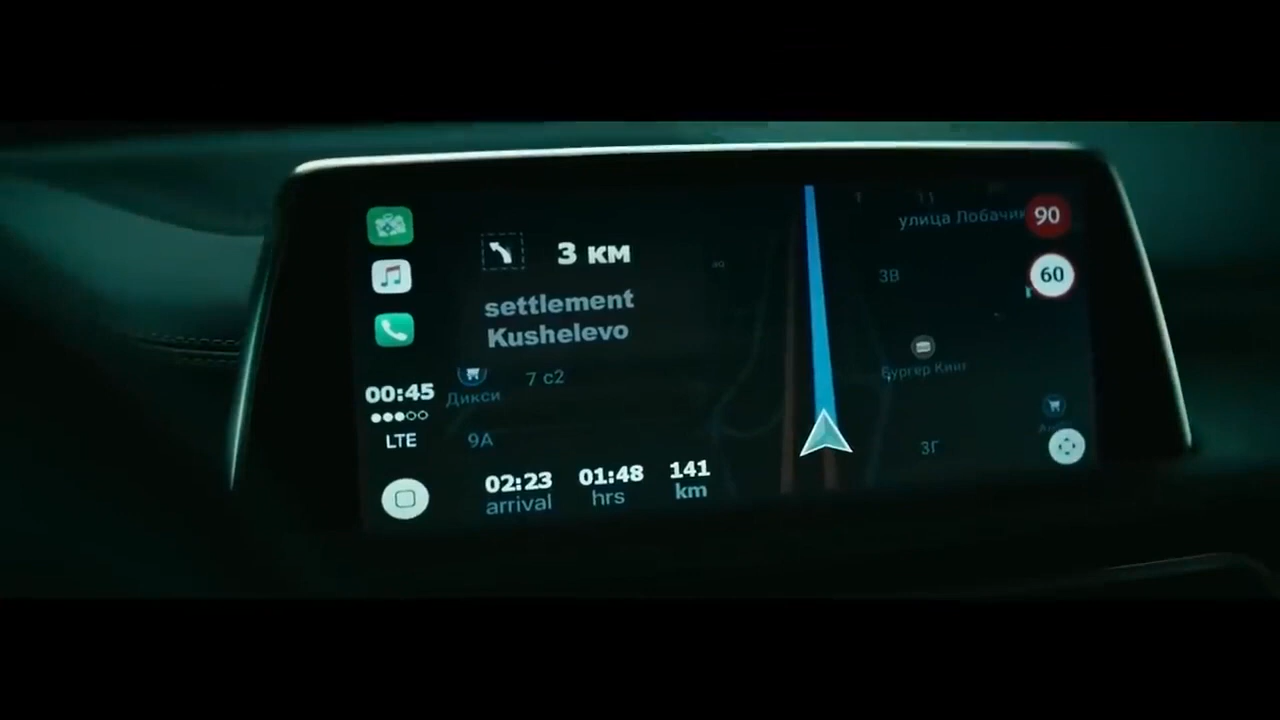 3 км
settlement
Kushelevo
00:45
LTE
Дикси
7 с2
9А
02:23 01:48 141
arrival hrs km
11
улица Лобачик
90
3В
60
Бургер Кинг
3Г